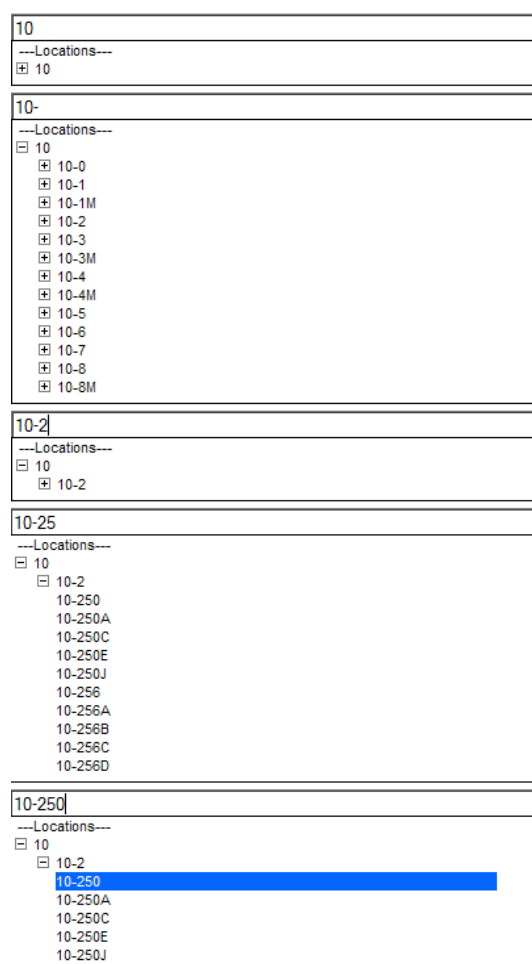 10
---Locations---
10
10-
---Locations---
10
10-0
10-1
10-1M
10-2
10-3
10-3M
10-4
10-4M
10-5
10-6
10-7
10-8
10-8M
10-2
---Locations---
10
10-2
10-25
---Locations---
10
10-2
10-250
10-250A
10-250C
10-250E
10-250J
10-256
10-256A
10-256B
10-256C
10-256D
10-250
---Locations---
10
10-2
10-250
10-250A
10-250C
10-250E
10-250J